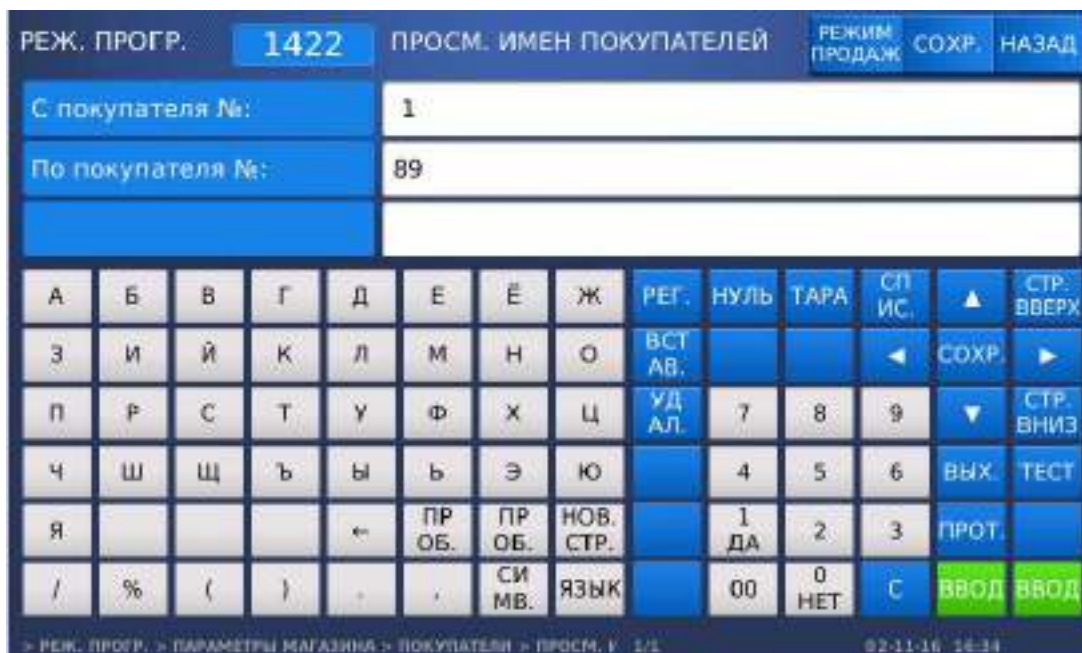 РЕЖ. ПРОГР. 1422 ПРОСМ. ИМЕН ПОКУПАТЕЛЕЙ РЕЖИМ ПРОДАЖ СОХР. НАЗАД
С покупателя №: 1
По покупателя №: 89
А Б В Г Д Е Ё Ж РЕГ. НУЛЬ ТАРА СП ИС. ▲ СТР. ВВЕРХ
З И Й К Л М Н О ВСТ АВ. ◄ СОХР. ►
П Р С Т У Ф Х Ц УД АЛ. 7 8 9 ▼ СТР. ВНИЗ
Ч Ш Щ Ъ Ы Ь Э Ю 4 5 6 ВЫХ. ТЕСТ
Я ← ПР ОБ. ПР ОБ. НОВ. СТР. 1 ДА 2 3 ПРОТ.
/ % ( ) . , СИ МВ. ЯЗЫК 00 0 НЕТ С ВВОД ВВОД
> РЕЖ. ПРОГР. > ПАРАМЕТРЫ МАГАЗИНА > ПОКУПАТЕЛИ > ПРОСМ. И 1/1 02-11-16 16:34